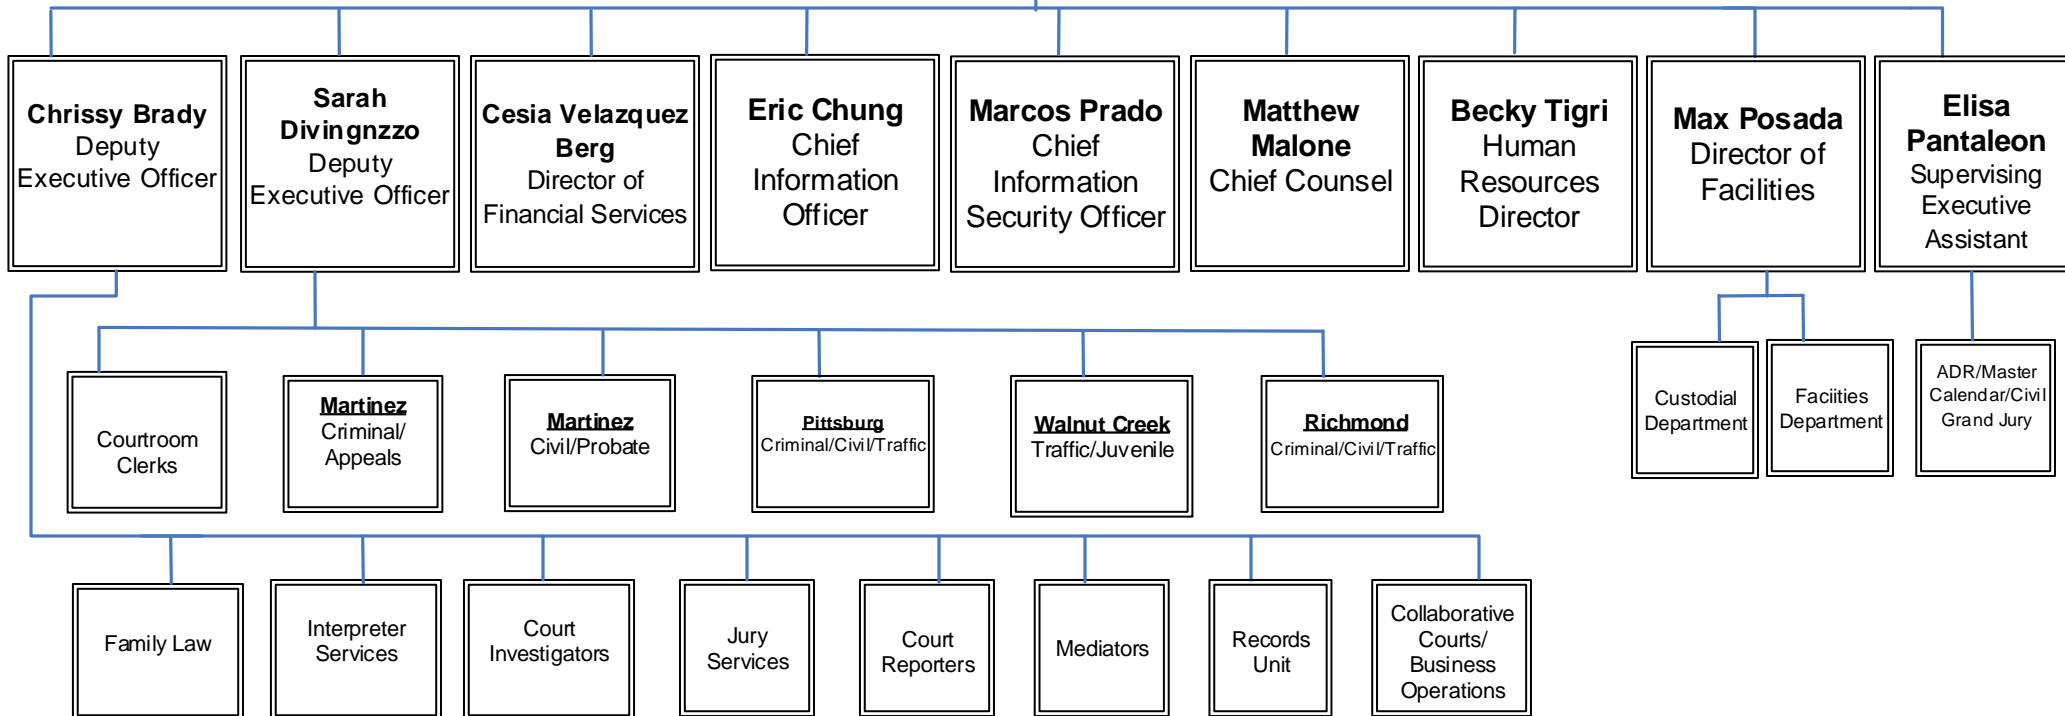 Chrissy Brady
Deputy
Executive Officer
Sarah
Divingnzzo
Deputy
Executive Officer
Cesia Velazquez
Berg
Director of
Financial Services
Eric Chung
Chief
Information
Officer
Marcos Prado
Chief
Information
Security Officer
Matthew
Malone
Chief Counsel
Becky Tigri
Human
Resources
Director
Max Posada
Director of
Facilities
Elisa
Pantaleon
Supervising
Executive
Assistant
Courtroom
Clerks
Martinez
Criminal/
Appeals
Martinez
Civil/Probate
Pittsburg
Criminal/Civil/Traffic
Walnut Creek
Traffic/Juvenile
Richmond
Criminal/Civil/Traffic
Custodial
Department
Faciities
Department
ADR/Master
Calendar/Civil
Grand Jury
Family Law
Interpreter
Services
Court
Investigators
Jury
Services
Court
Reporters
Mediators
Records
Unit
Collaborative
Courts/
Business
Operations